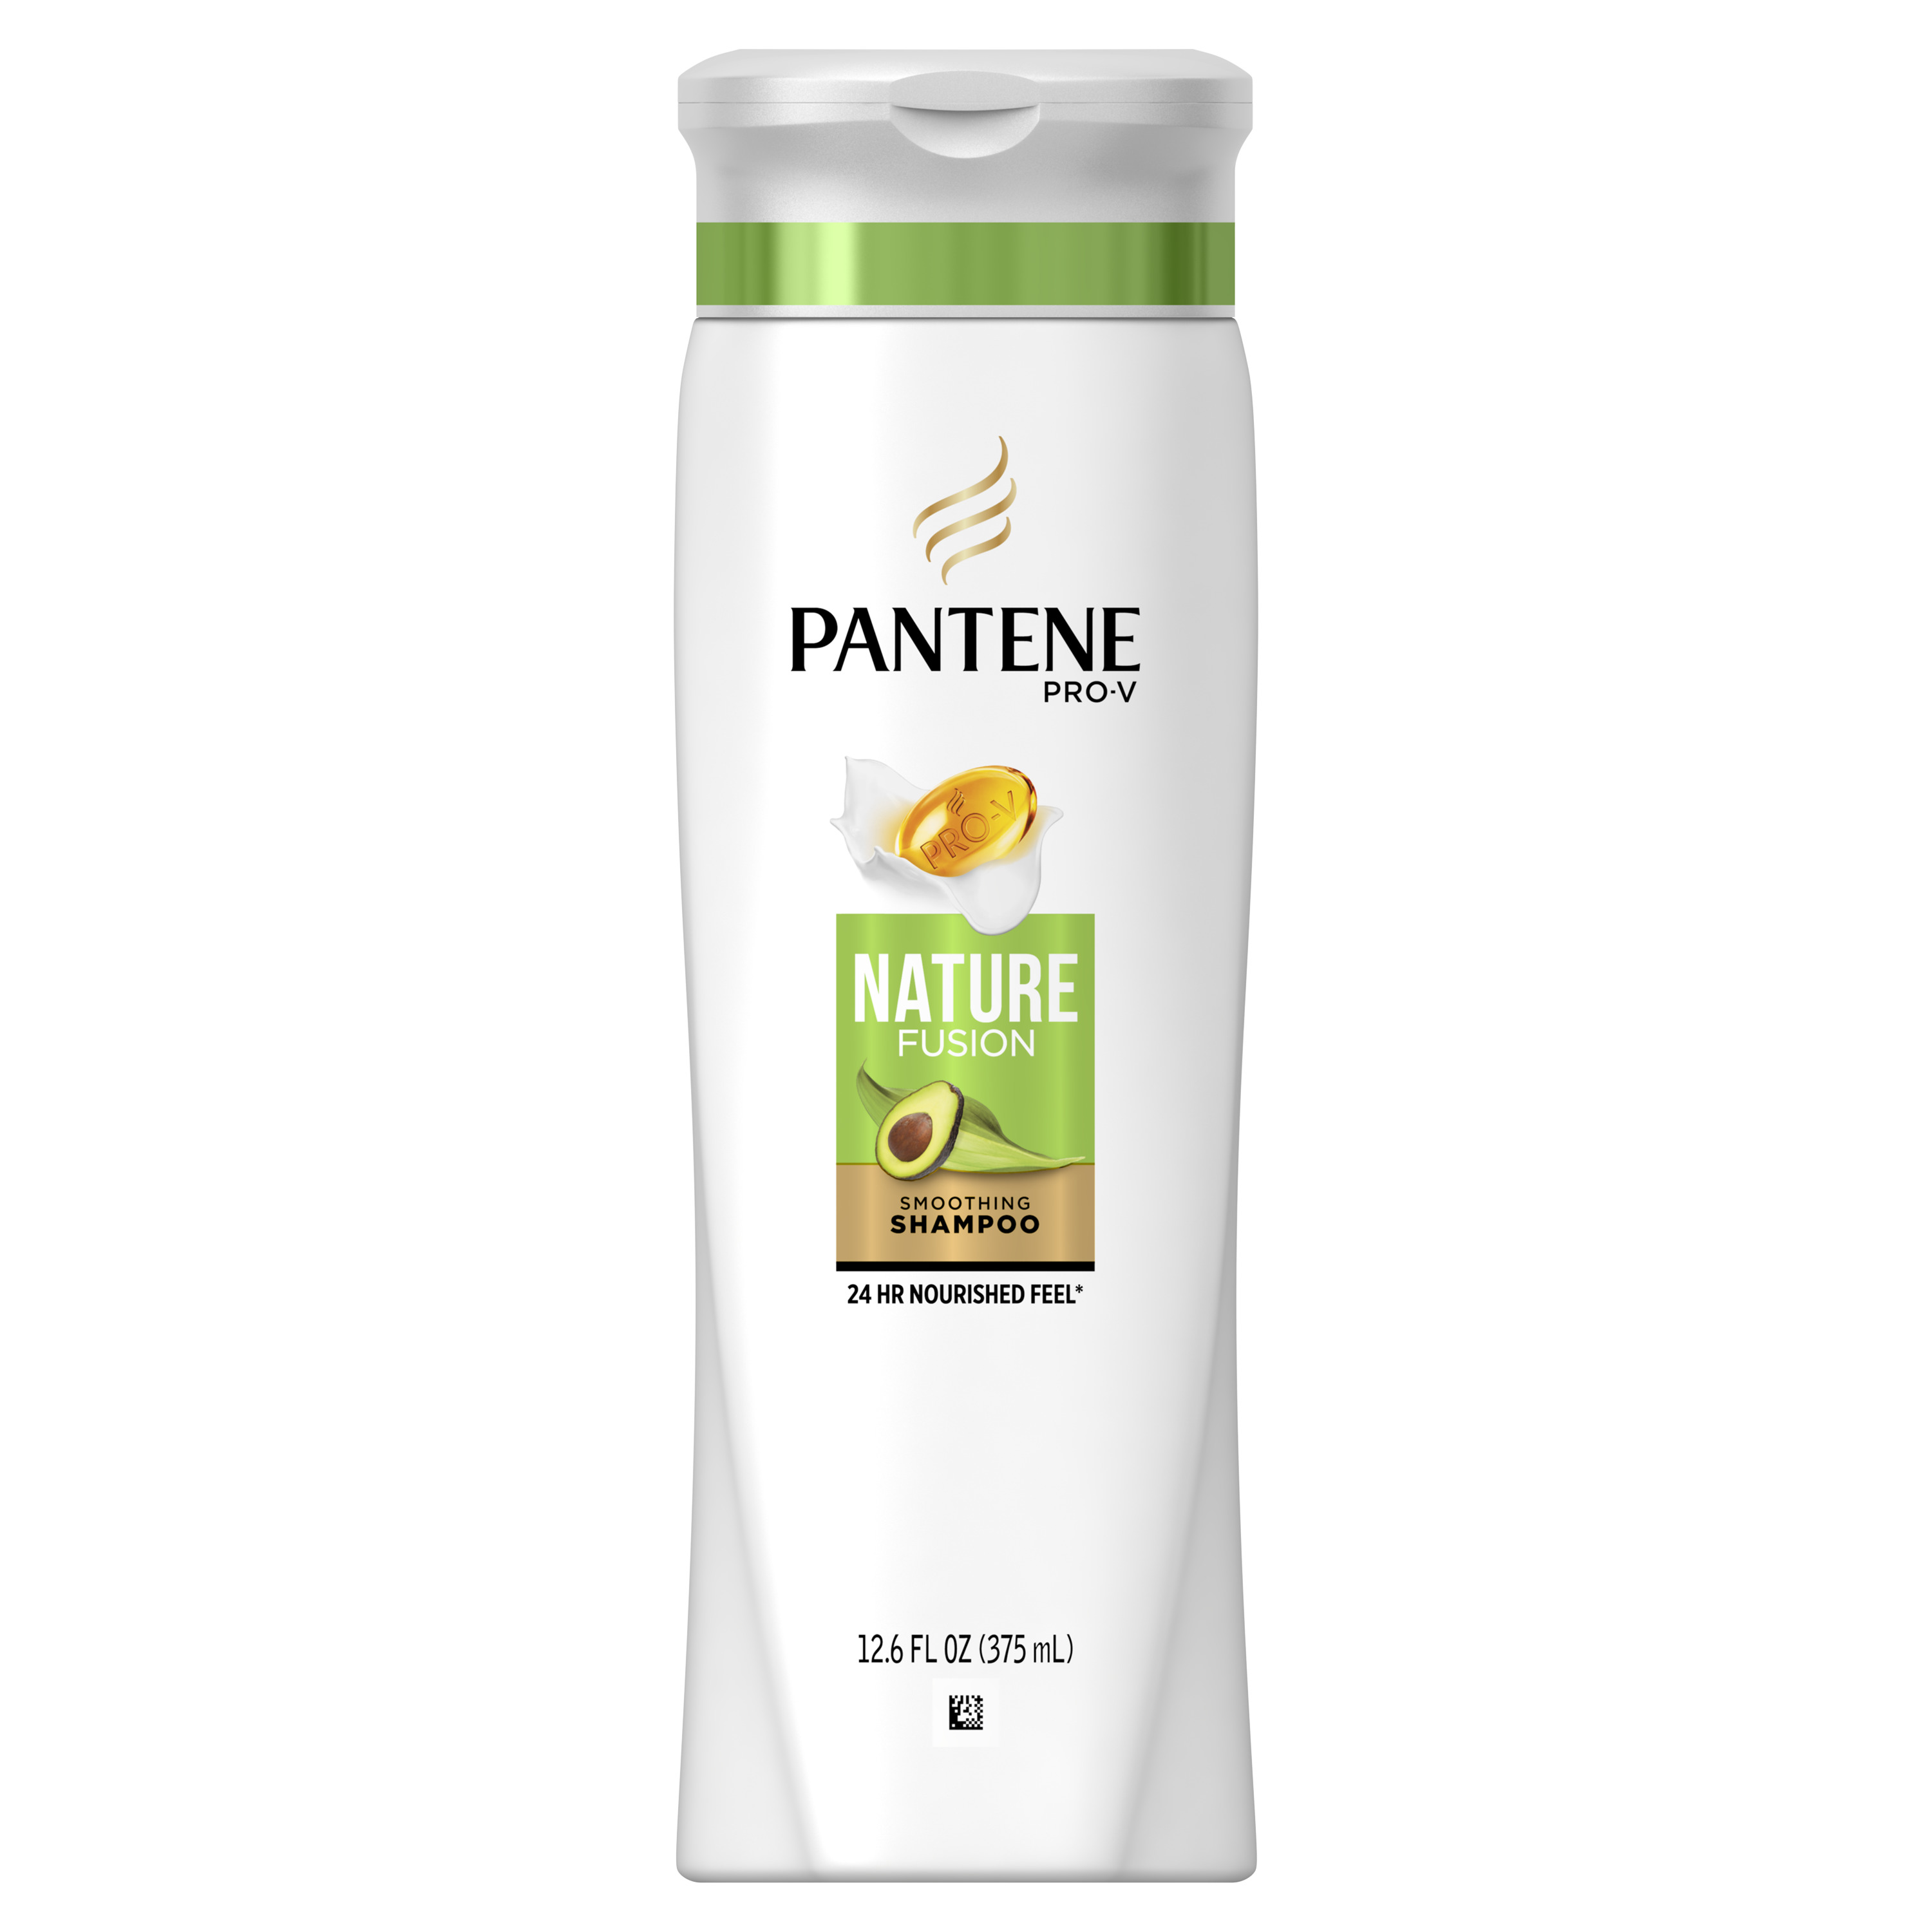 PANTENE
PRO-V
PRO-V
NATURE
FUSION
SMOOTHING
SHAMPOO
24 HR NOURISHED FEEL*
12.6 FL OZ (375 mL)